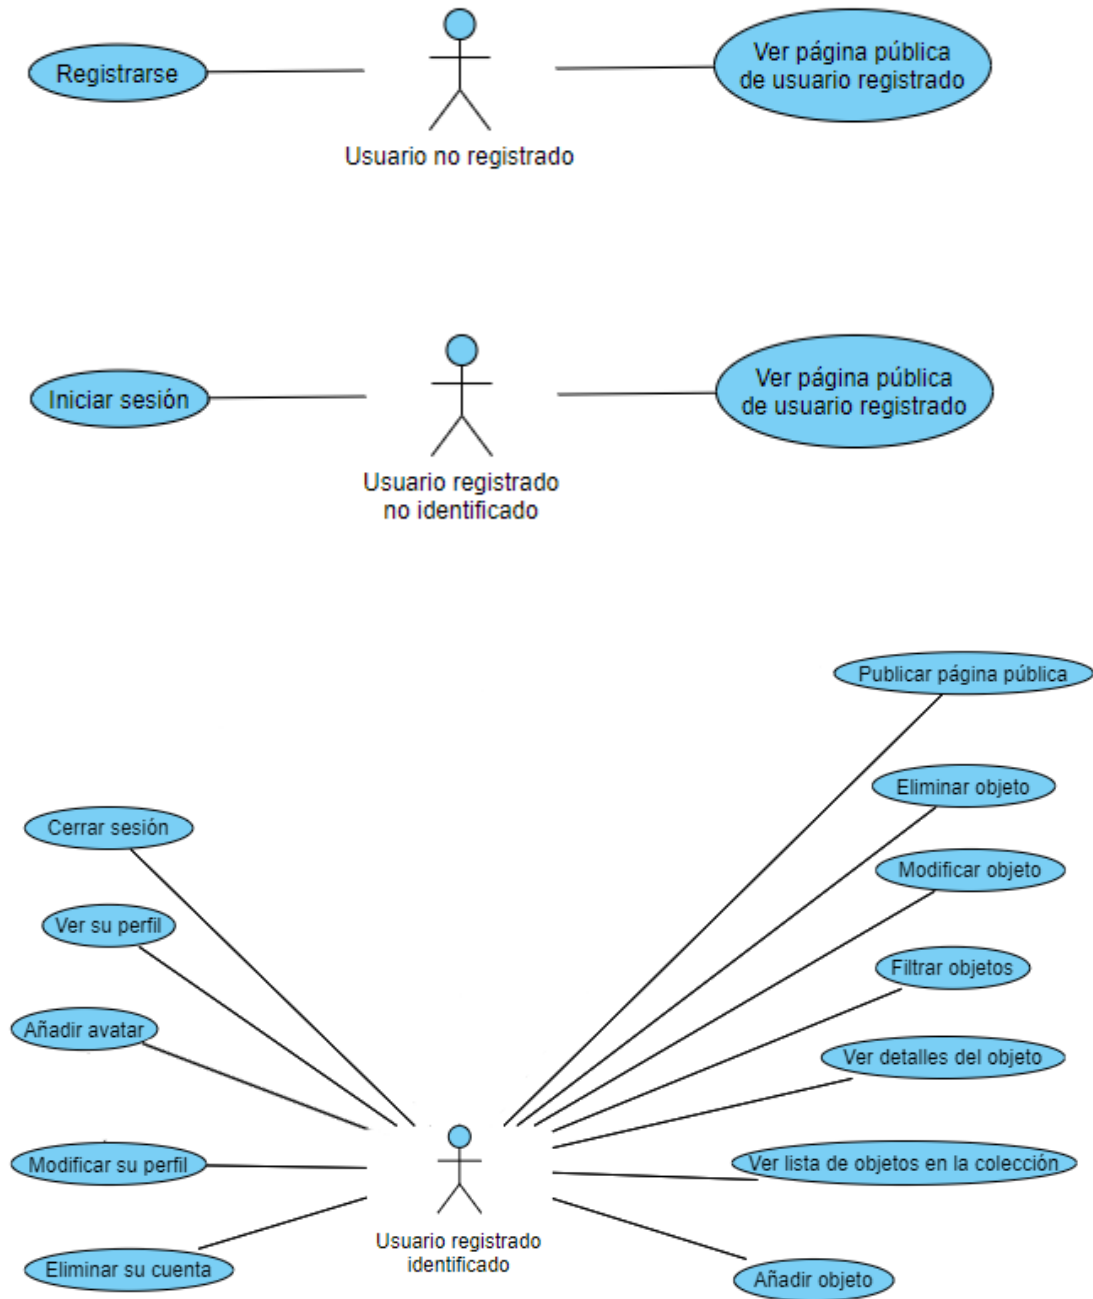 Registrarse
Ver página pública
de usuario registrado
Usuario no registrado
Iniciar sesión
Ver página pública
de usuario registrado
Usuario registrado
no identificado
Publicar página pública
Eliminar objeto
Cerrar sesión
Modificar objeto
Ver su perfil
Filtrar objetos
Añadir avatar
Ver detalles del objeto
Modificar su perfil
Ver lista de objetos en la colección
Usuario registrado
identificado
Eliminar su cuenta
Añadir objeto